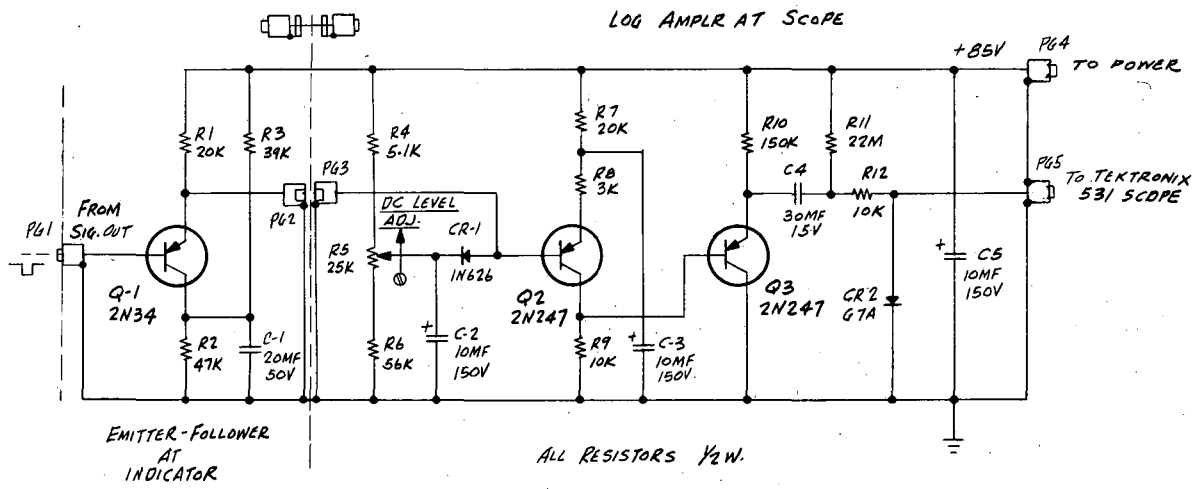 LOG AMPLR AT SCOPE
+85V
PG4
TO POWER
R1
20K
R3
39K
R4
5.1K
R7
20K
R8
3K
R10
150K
R11
22M
C4
30MF
15V
R12
10K
PG5
TO TEKTRONIX
531 SCOPE
PG1
FROM
SIG. OUT
PG2
PG3
DC LEVEL
ADJ.
CR-1
1N626
R5
25K
Q-1
2N34
Q2
2N247
Q3
2N247
CR2
G7A
+
C5
10MF
150V
R2
47K
C-1
20MF
50V
R6
56K
+
C-2
10MF
150V
R9
10K
+
C-3
10MF
150V
EMITTER-FOLLOWER
AT
INDICATOR
ALL RESISTORS 1/2 W.